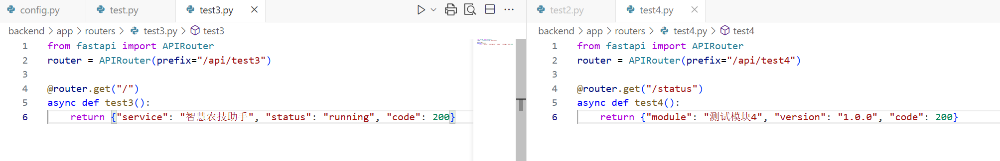 config.py test.py test3.py
backend app routers test3.py test3
1 from fastapi import APIRouter
2 router = APIRouter(prefix="/api/test3")
3
4 @router.get("/")
5 async def test3():
6 return {"service": "智慧农技助手", "status": "running", "code": 200}
test2.py test4.py
backend app routers test4.py test4
1 from fastapi import APIRouter
2 router = APIRouter(prefix="/api/test4")
3
4 @router.get("/status")
5 async def test4():
6 return {"module": "测试模块4", "version": "1.0.0", "code": 200}